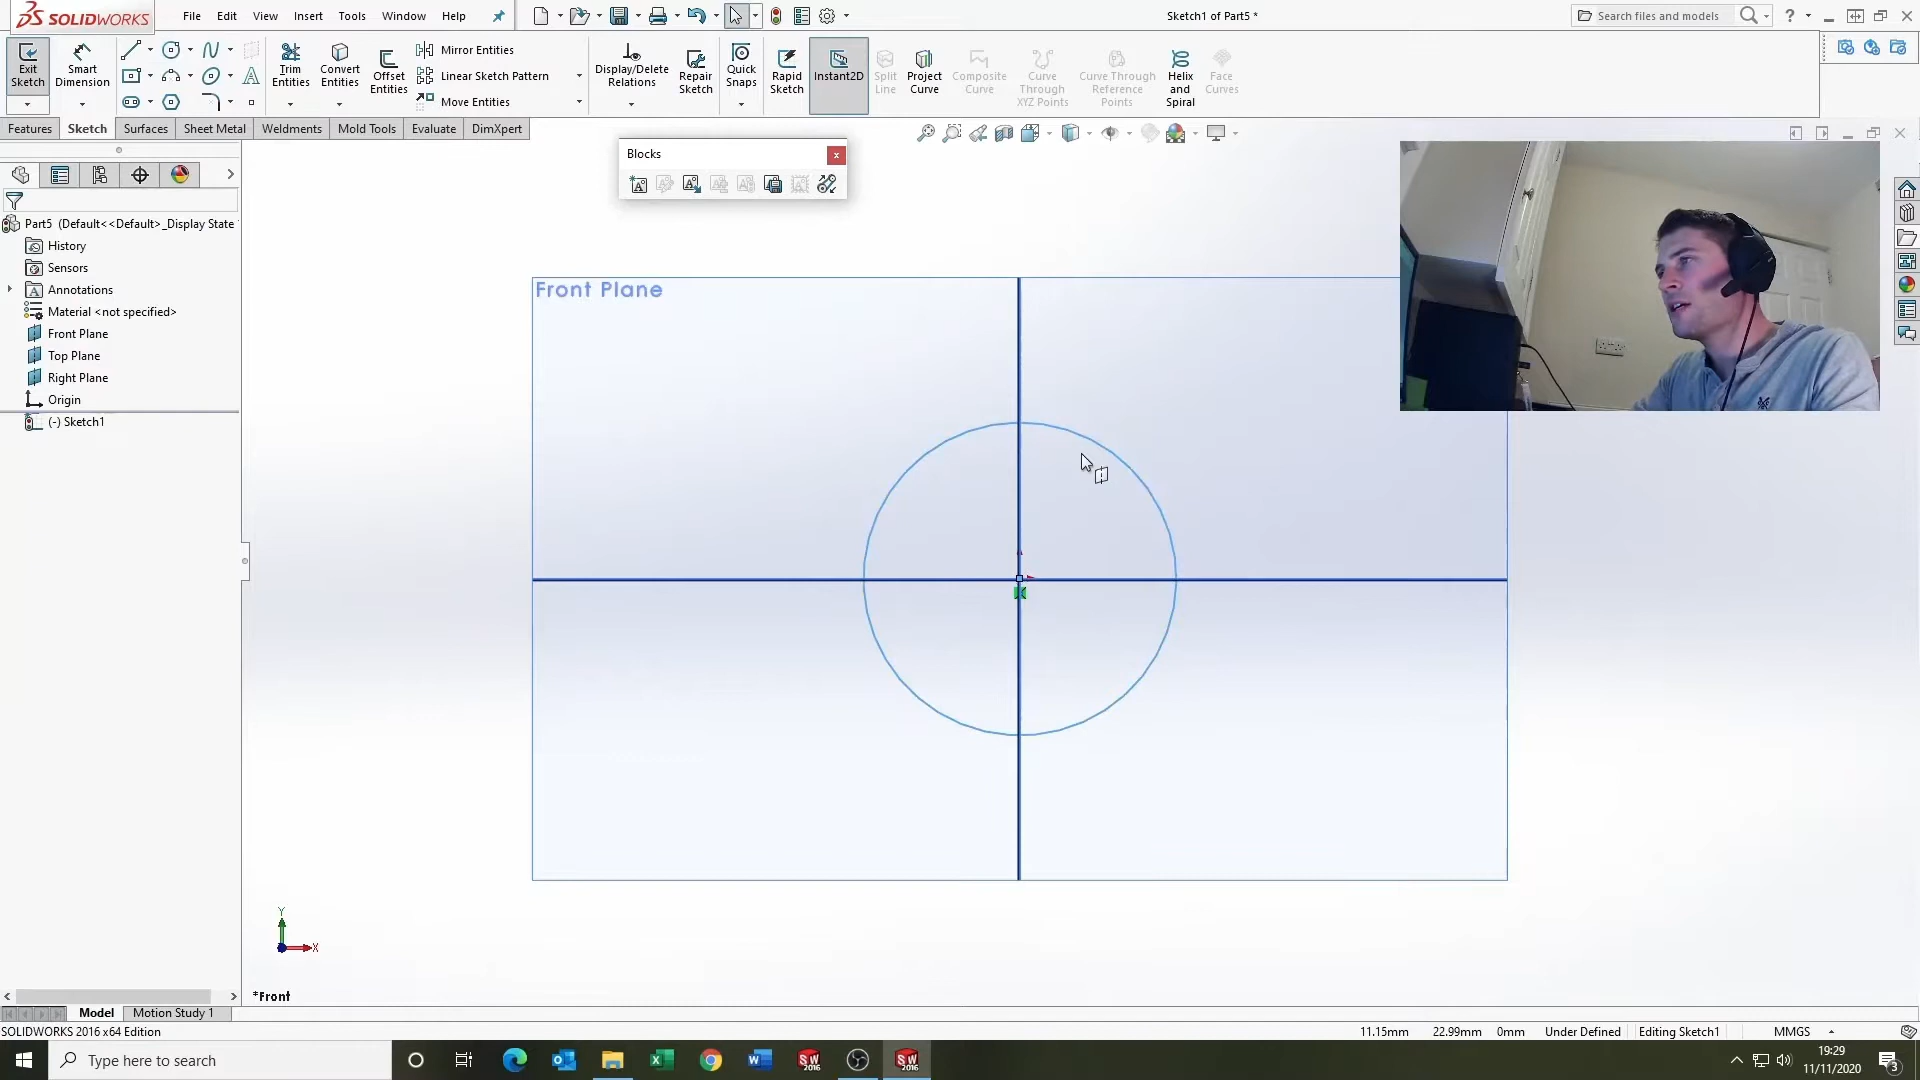 SOLIDWORKS
File Edit View Insert Tools Window Help
Sketch1 of Part5 *
Search files and models
Exit Sketch
Smart Dimension
Trim Entities
Convert Entities
Offset Entities
Mirror Entities
Linear Sketch Pattern
Move Entities
Display/Delete Relations
Repair Sketch
Quick Snaps
Rapid Sketch
Instant2D
Split Line
Project Curve
Composite Curve
Curve Through XYZ Points
Curve Through Reference Points
Helix and Spiral
Face Curves
Features Sketch Surfaces Sheet Metal Weldments Mold Tools Evaluate DimXpert
Blocks
Part5 (Default<<Default>_Display State
History
Sensors
Annotations
Material <not specified>
Front Plane
Top Plane
Right Plane
Origin
(-) Sketch1
Front Plane
Y
X
*Front
Model Motion Study 1
SOLIDWORKS 2016 x64 Edition
11.15mm 22.99mm 0mm Under Defined Editing Sketch1 MMGS
Type here to search
19:29
11/11/2020
3